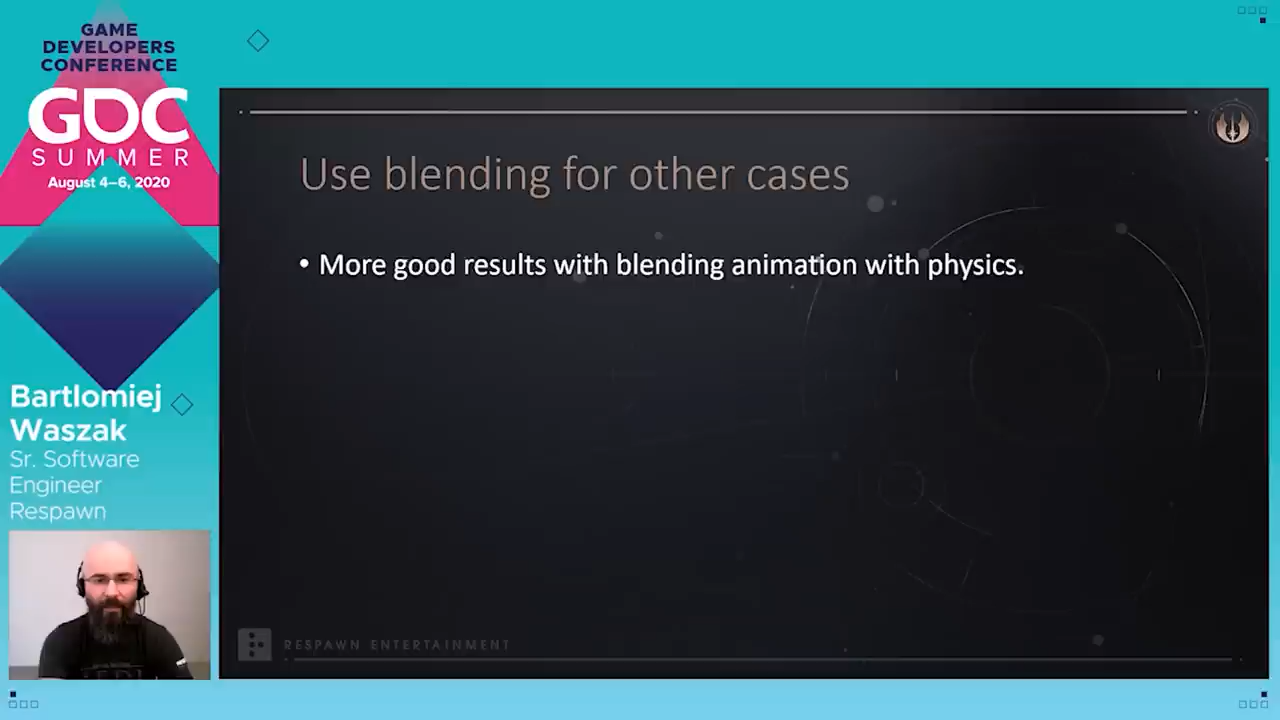 GAME
DEVELOPERS
CONFERENCE
GDC
SUMMER
August 4–6, 2020
Use blending for other cases
• More good results with blending animation with physics.
Bartlomiej
Waszak
Sr. Software
Engineer
Respawn
RESPAWN ENTERTAINMENT